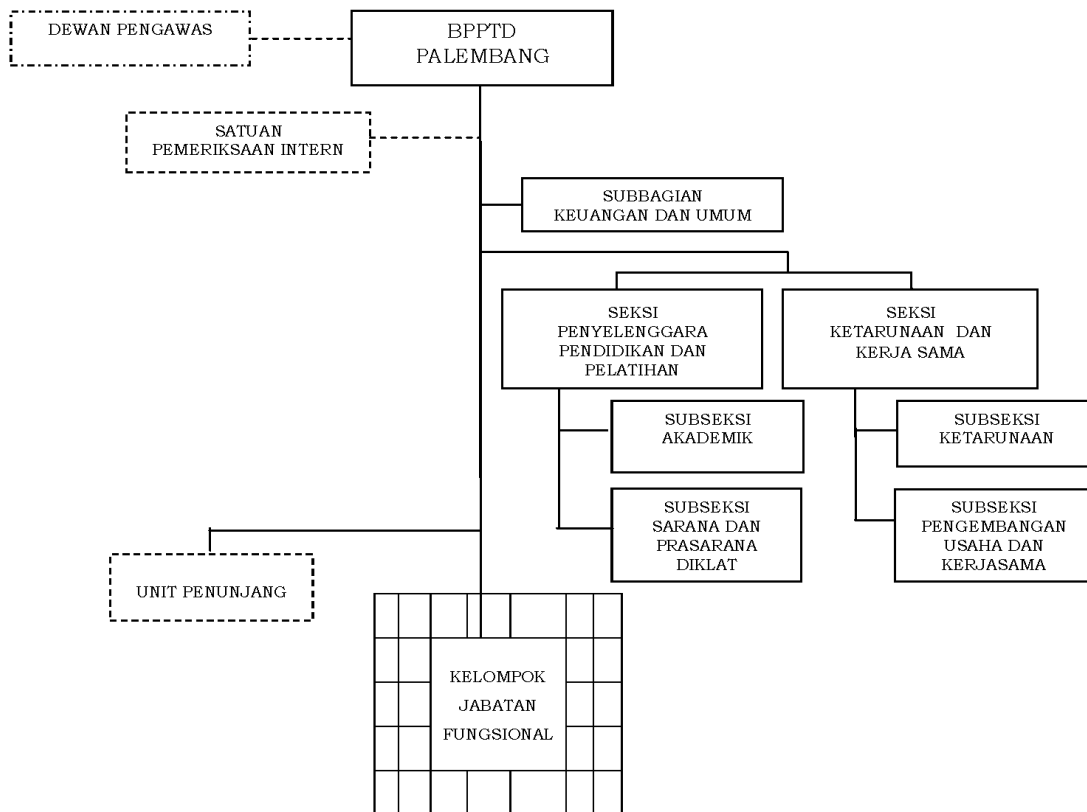 DEWAN PENGAWAS
BPPTD
PALEMBANG
SATUAN
PEMERIKSAAN INTERN
SUBBAGIAN
KEUANGAN DAN UMUM
SEKSI
PENYELENGGARA
PENDIDIKAN DAN
PELATIHAN
SEKSI
KETARUNAAN DAN
KERJA SAMA
SUBSEKSI
AKADEMIK
SUBSEKSI
KETARUNAAN
SUBSEKSI
SARANA DAN
PRASARANA
DIKLAT
SUBSEKSI
PENGEMBANGAN
USAHA DAN
KERJASAMA
UNIT PENUNJANG
KELOMPOK
JABATAN
FUNGSIONAL